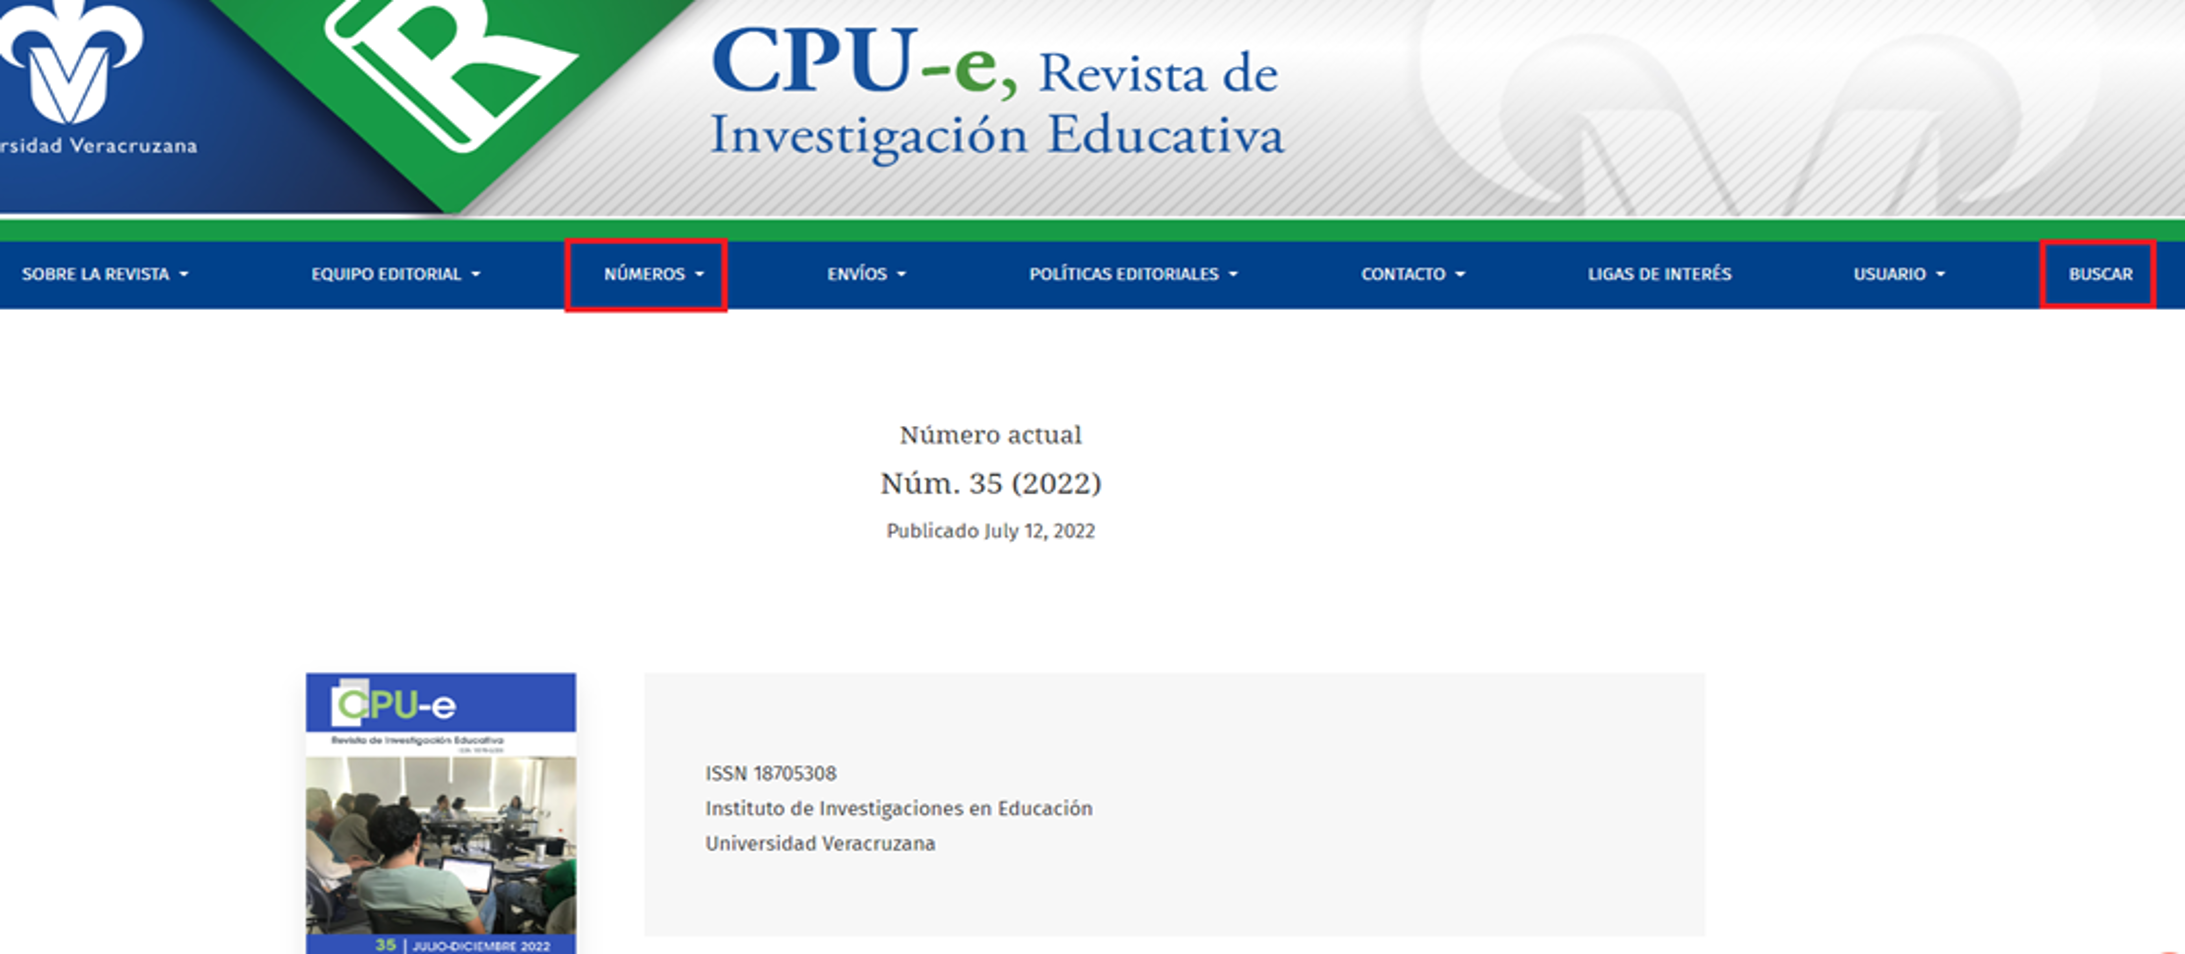 rsidad Veracruzana
CPU-e, Revista de
Investigación Educativa
SOBRE LA REVISTA
EQUIPO EDITORIAL
NÚMEROS
ENVÍOS
POLÍTICAS EDITORIALES
CONTACTO
LIGAS DE INTERÉS
USUARIO
BUSCAR
Número actual
Núm. 35 (2022)
Publicado July 12, 2022
CPU-e
Revista de Investigación Educativa
35 | JULIO-DICIEMBRE 2022
ISSN 18705308
Instituto de Investigaciones en Educación
Universidad Veracruzana